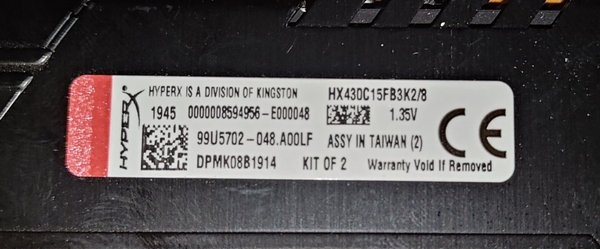 HYPERX
HYPERX IS A DIVISION OF KINGSTON
HX430C15FB3K2/8
1945 0000008594956-E000048
1.35V
99U5702-048.A00LF
ASSY IN TAIWAN (2)
DPMK08B1914
KIT OF 2
Warranty Void If Removed
CE